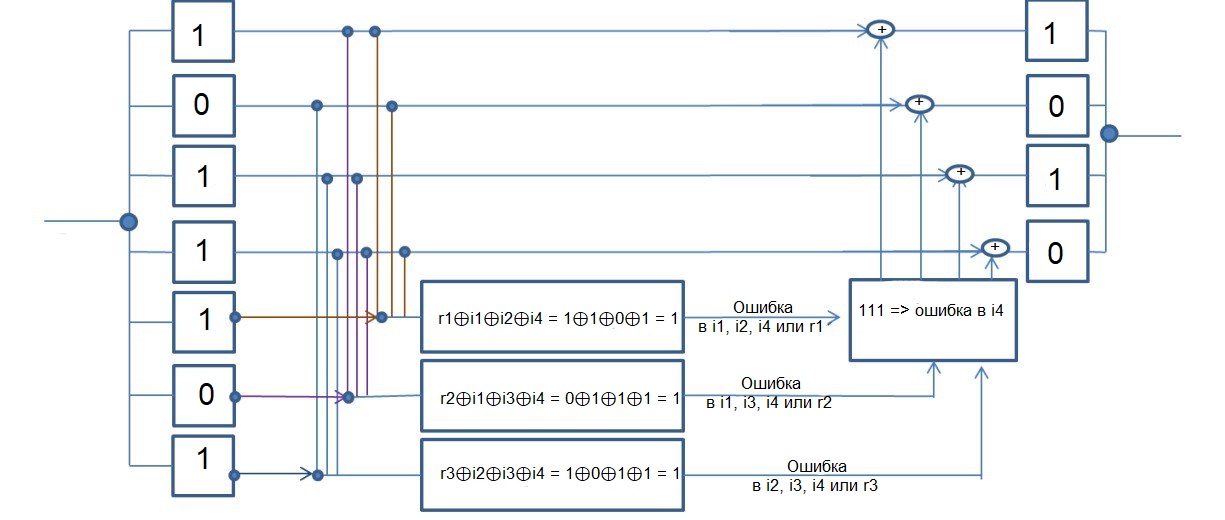 1
1
0
0
1
1
1
0
1
0
1
+
+
+
+
r1⊕i1⊕i2⊕i4 = 1⊕1⊕0⊕1 = 1
Ошибка
в i1, i2, i4 или r1
111 => ошибка в i4
r2⊕i1⊕i3⊕i4 = 0⊕1⊕1⊕1 = 1
Ошибка
в i1, i3, i4 или r2
r3⊕i2⊕i3⊕i4 = 1⊕0⊕1⊕1 = 1
Ошибка
в i2, i3, i4 или r3